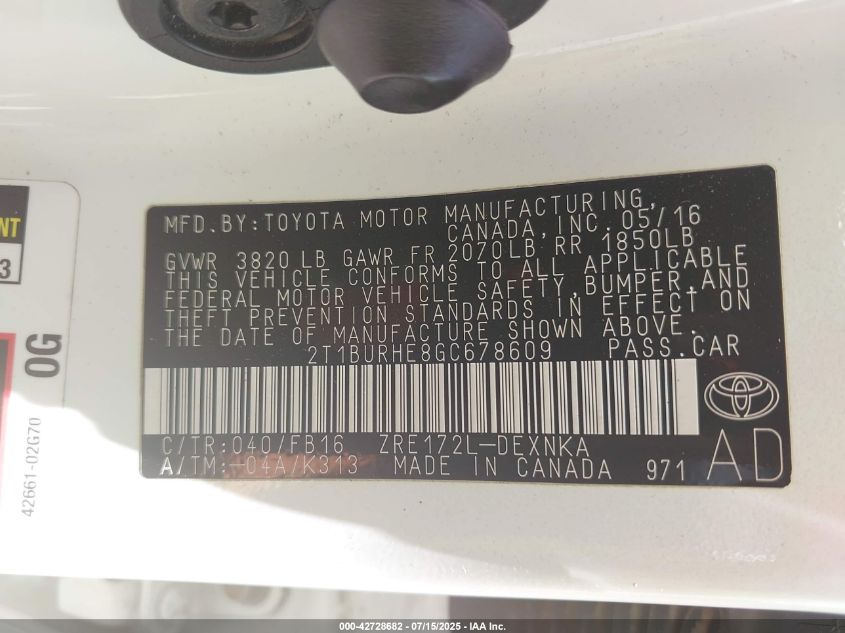 MFD.BY:TOYOTA MOTOR MANUFACTURING,
CANADA,INC.05/16
GVWR 3820 LB GAWR FR 2070LB RR 1850LB
THIS VEHICLE CONFORMS TO ALL APPLICABLE
FEDERAL MOTOR VEHICLE SAFETY,BUMPER,AND
THEFT PREVENTION STANDARDS IN EFFECT ON
THE DATE OF MANUFACTURE SHOWN ABOVE.
2T1BURHE8GC678609 PASS.CAR
C/TR:040/FB16 ZRE172L-DEXNKA
A/TM:-04A/K313 MADE IN CANADA 971 AD
NT
3
0G
42661-02G70
000-42728682 - 07/15/2025 - IAA Inc.